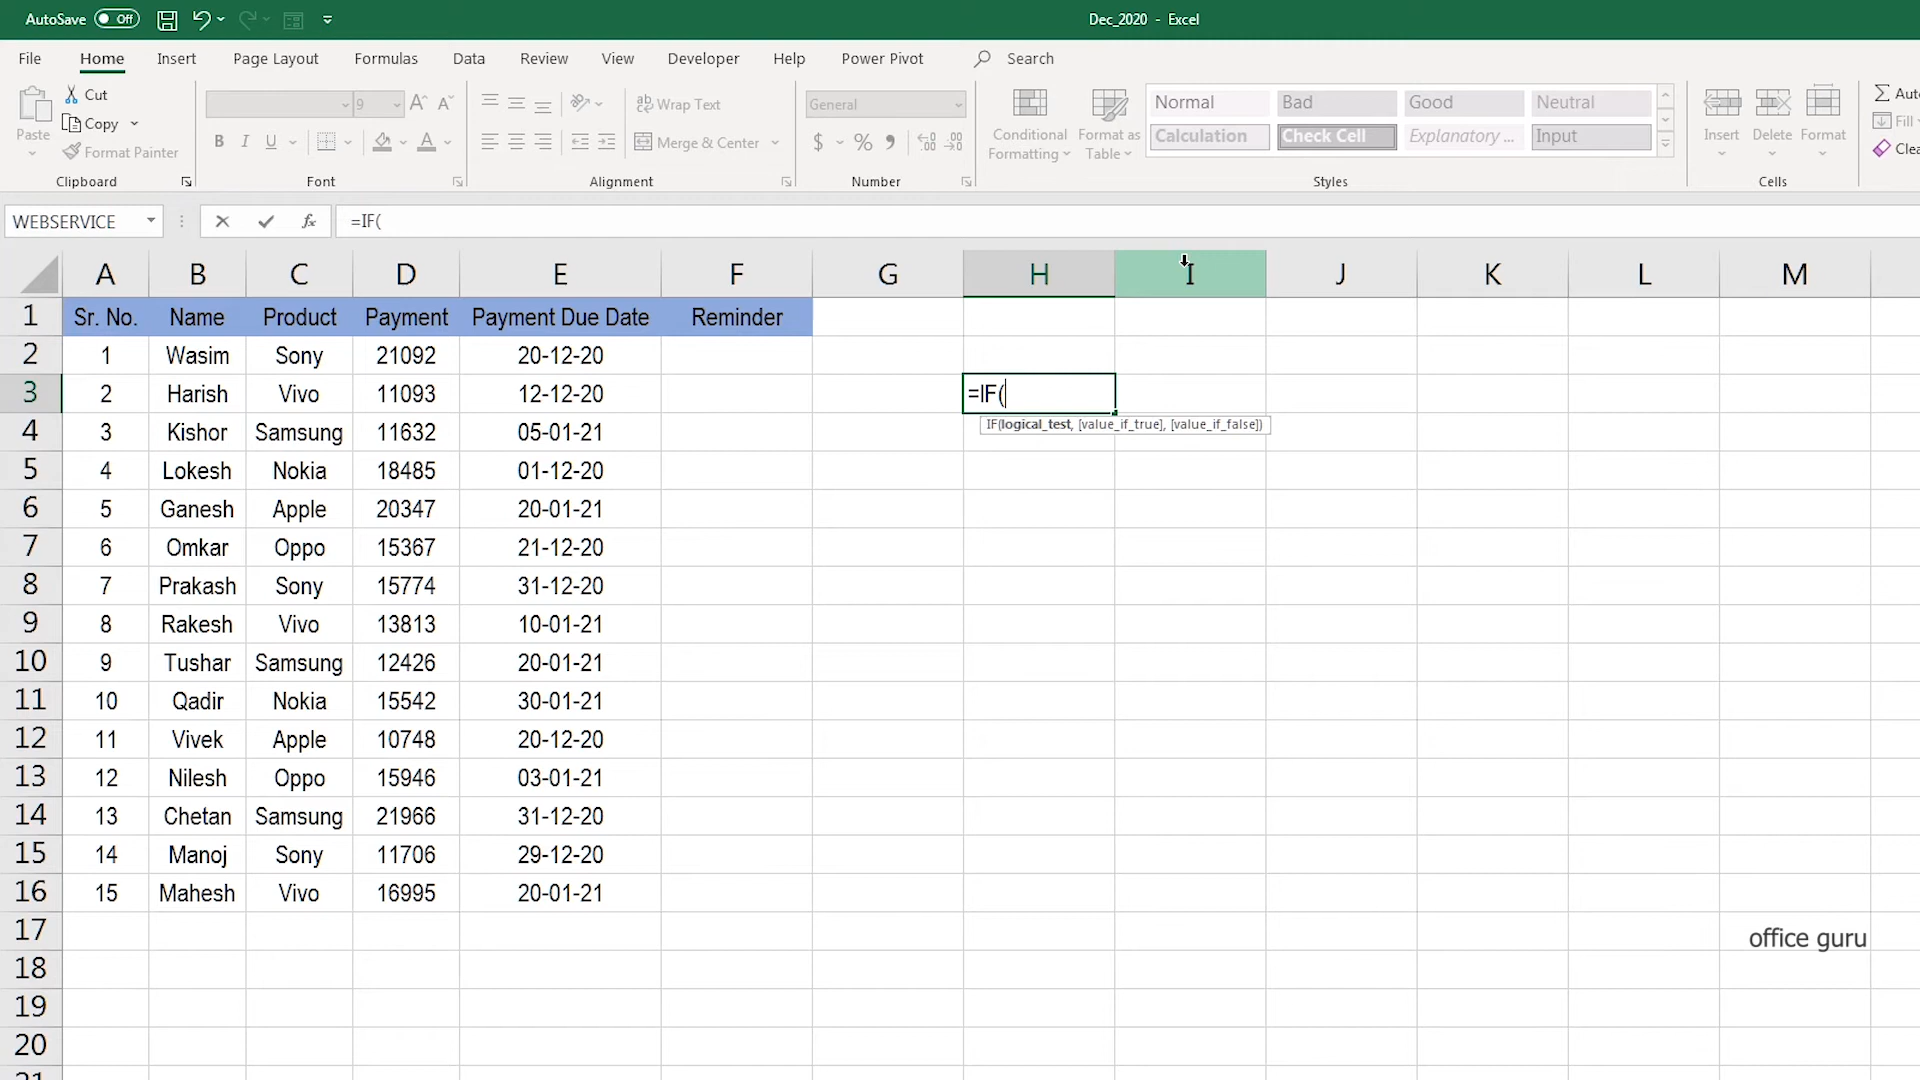 AutoSave Off
Dec_2020 - Excel
File Home Insert Page Layout Formulas Data Review View Developer Help Power Pivot Search
Paste
Cut
Copy
Format Painter
Clipboard
9
B I U
Font
Wrap Text
Merge & Center
Alignment
General
$ % ,
Number
Conditional Formatting
Format as Table
Normal Bad Good Neutral
Calculation Check Cell Explanatory ... Input
Styles
Insert Delete Format
Cells
Fill
WEBSERVICE
fx
=IF(
A B C D E F G H I J K L M
1 Sr. No. Name Product Payment Payment Due Date Reminder
2 1 Wasim Sony 21092 20-12-20
3 2 Harish Vivo 11093 12-12-20 =IF(
IF(logical_test, [value_if_true], [value_if_false])
4 3 Kishor Samsung 11632 05-01-21
5 4 Lokesh Nokia 18485 01-12-20
6 5 Ganesh Apple 20347 20-01-21
7 6 Omkar Oppo 15367 21-12-20
8 7 Prakash Sony 15774 31-12-20
9 8 Rakesh Vivo 13813 10-01-21
10 9 Tushar Samsung 12426 20-01-21
11 10 Qadir Nokia 15542 30-01-21
12 11 Vivek Apple 10748 20-12-20
13 12 Nilesh Oppo 15946 03-01-21
14 13 Chetan Samsung 21966 31-12-20
15 14 Manoj Sony 11706 29-12-20
16 15 Mahesh Vivo 16995 20-01-21
17
office guru
18
19
20